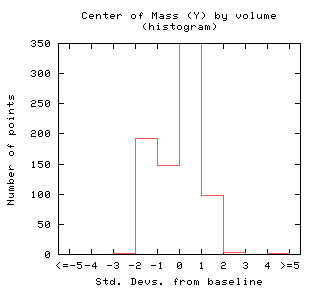 Center of Mass (Y) by volume
(histogram)
350
300
250
200
150
100
50
0
Number of points
<=-5 -4 -3 -2 -1 0 1 2 3 4 >=5
Std. Devs. from baseline